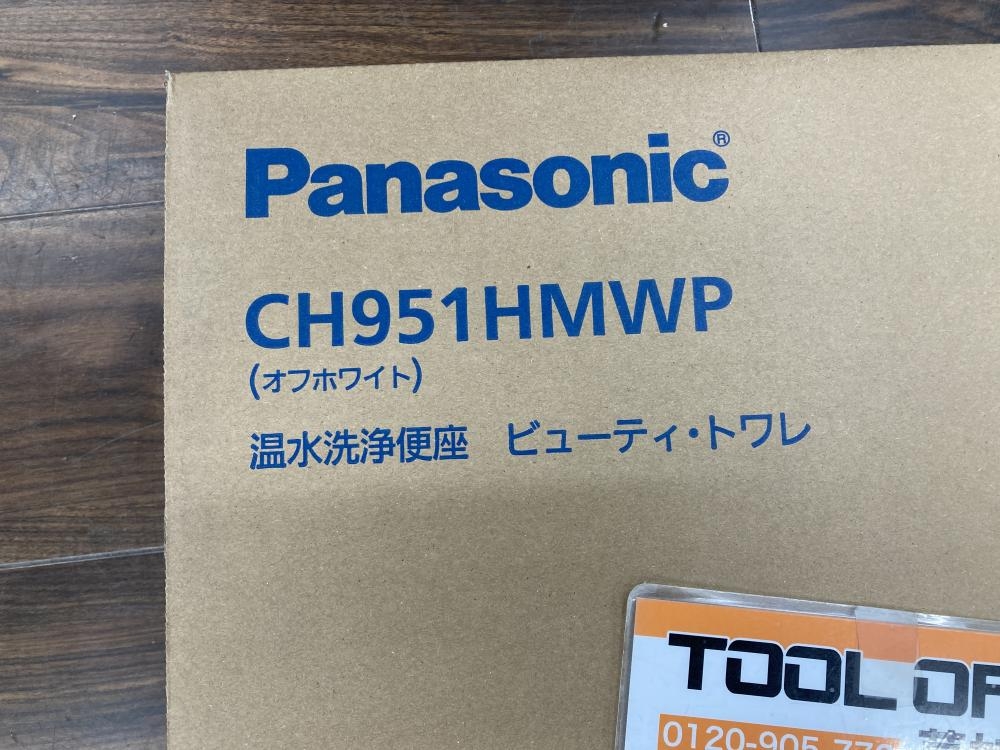 Panasonic®
CH951HMWP
(オフホワイト)
温水洗浄便座　ビューティ・トワレ
TOOL OF
0120-905-77